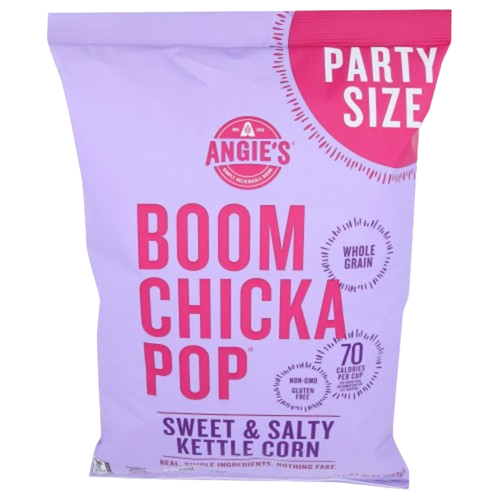 PARTY
SIZE
ANGIE'S®
BOOM
CHICKA
POP®
WHOLE
GRAIN
70
CALORIES
PER CUP
NON-GMO
GLUTEN
FREE
SWEET & SALTY
KETTLE CORN
REAL, SIMPLE INGREDIENTS. NOTHING FAKE.